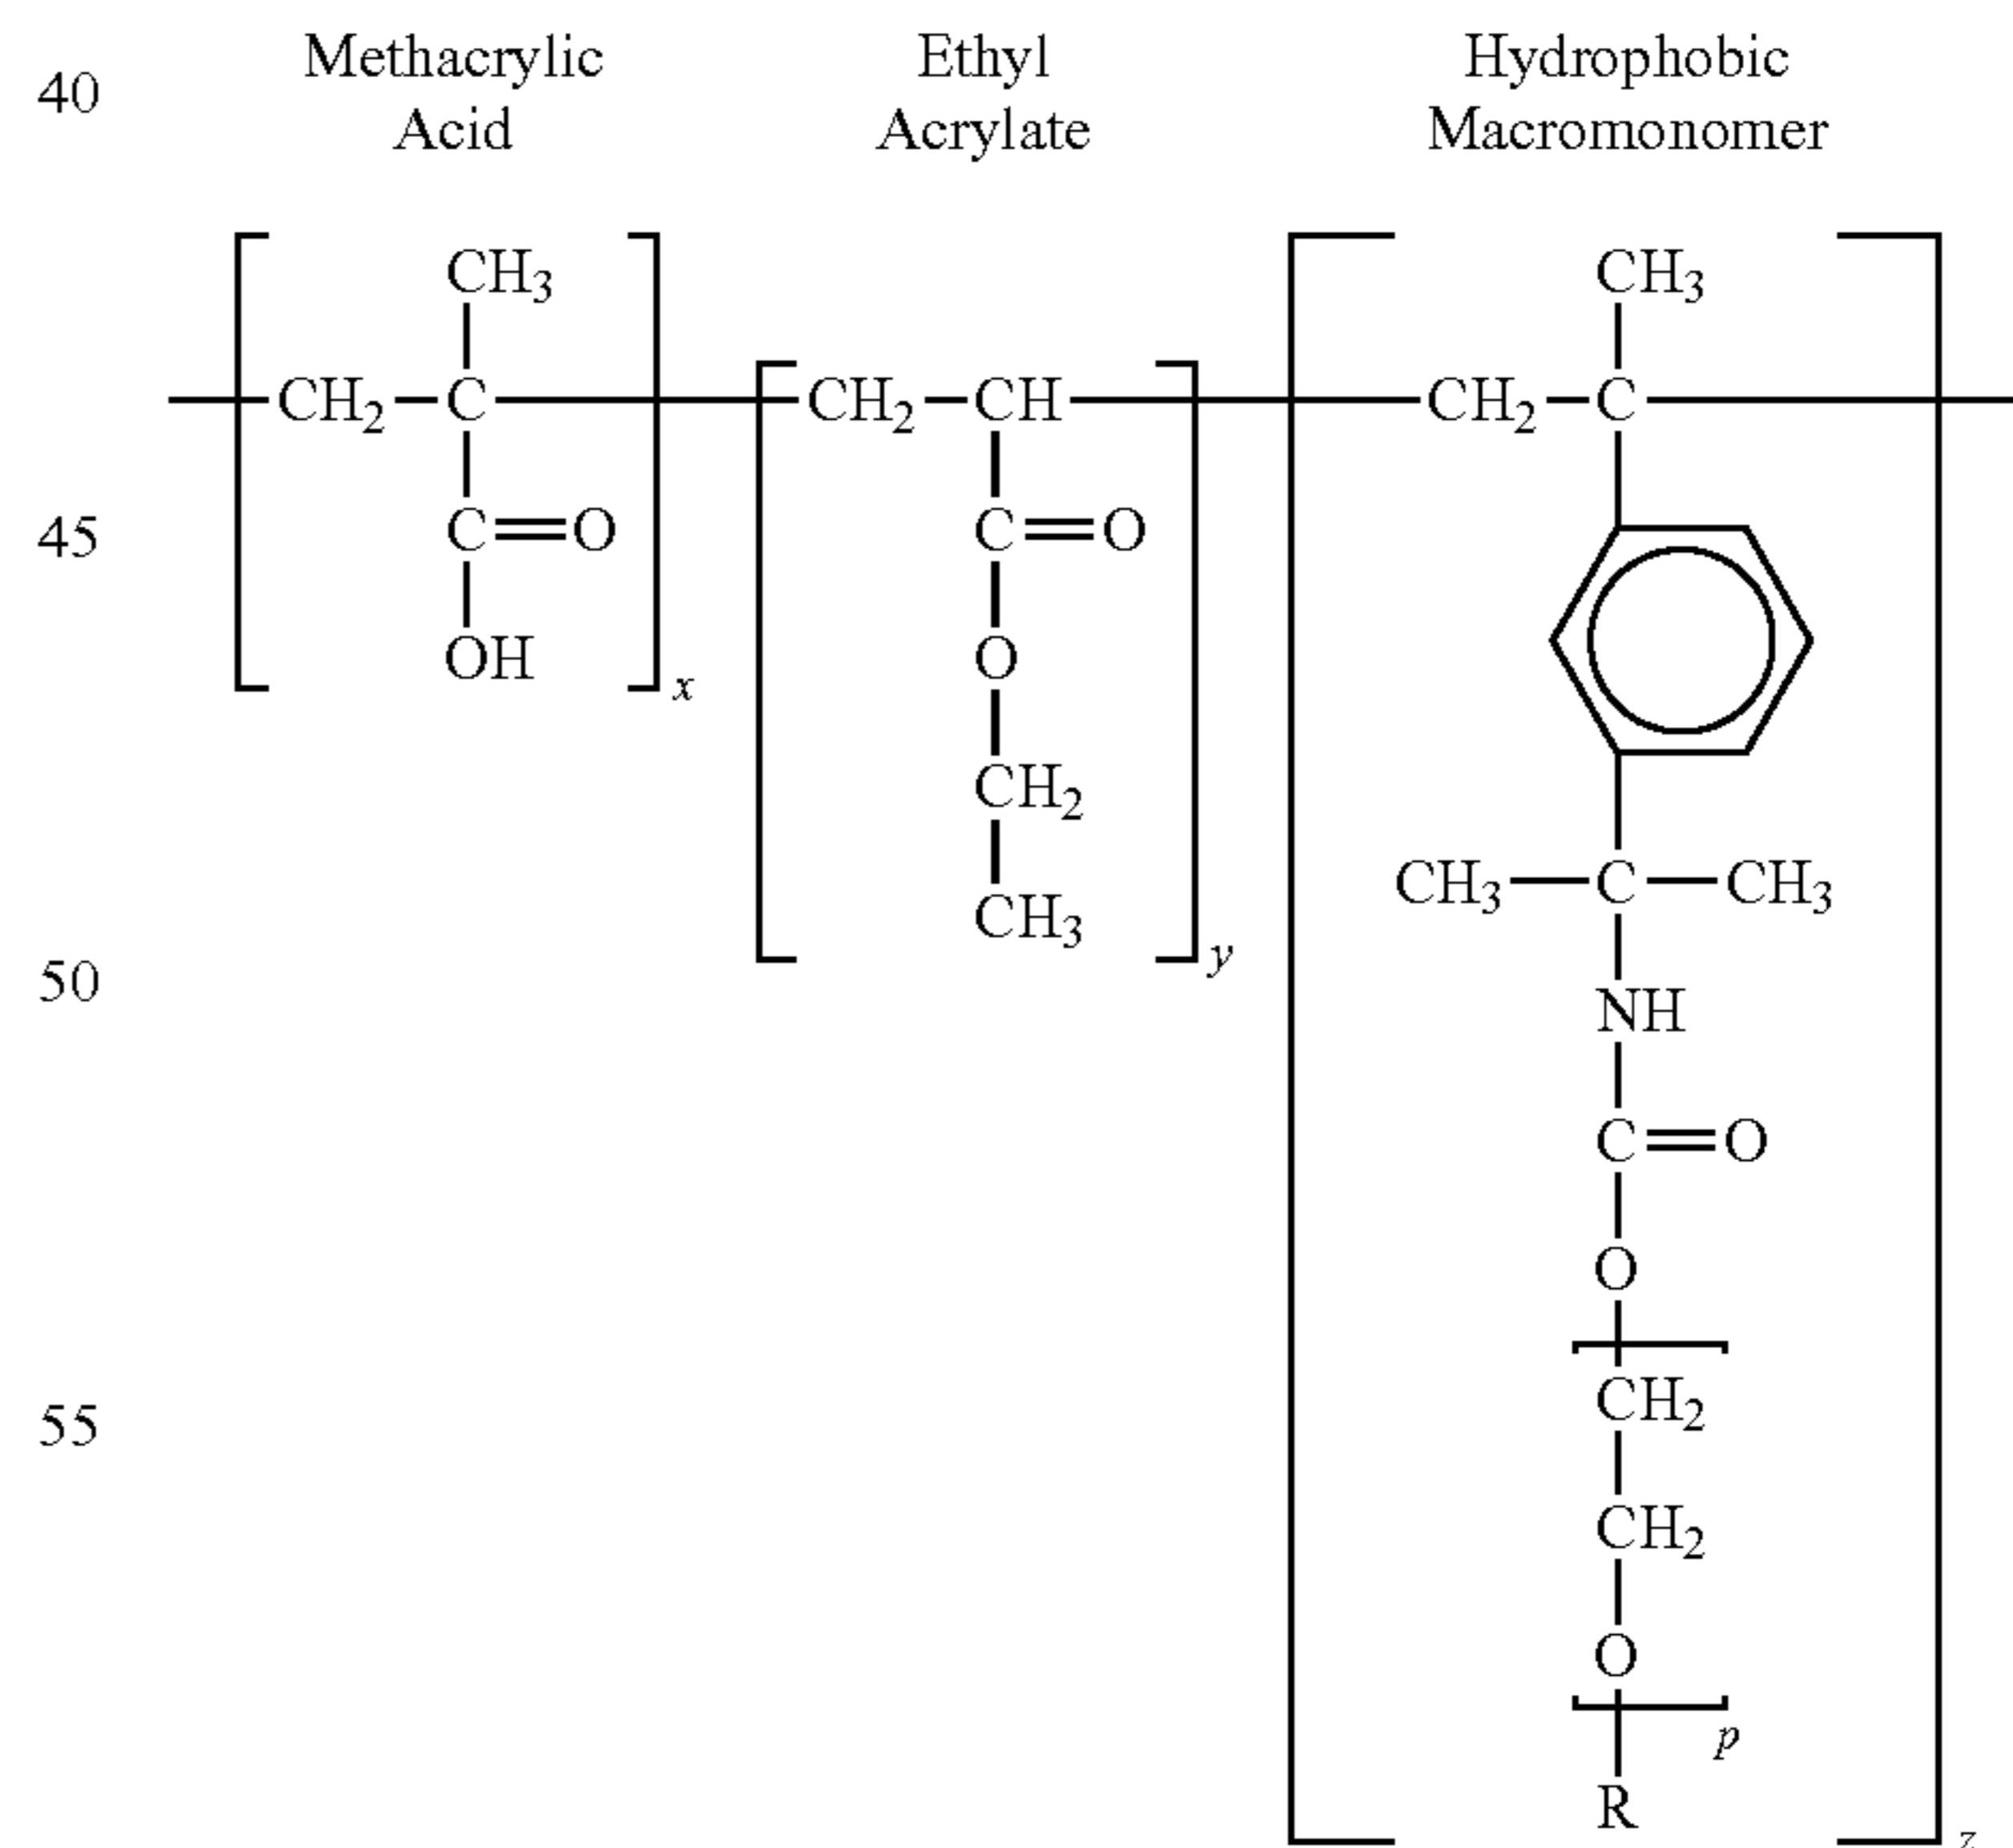 Methacrylic Acid
Ethyl Acrylate
Hydrophobic Macromonomer
40
CH3
CH3
CH2 C
CH2 CH
CH2 C
45
C=O
C=O
OH
x
O
CH2
CH3 C CH3
CH3
y
50
NH
C=O
O
55
CH2
CH2
O
p
R
z